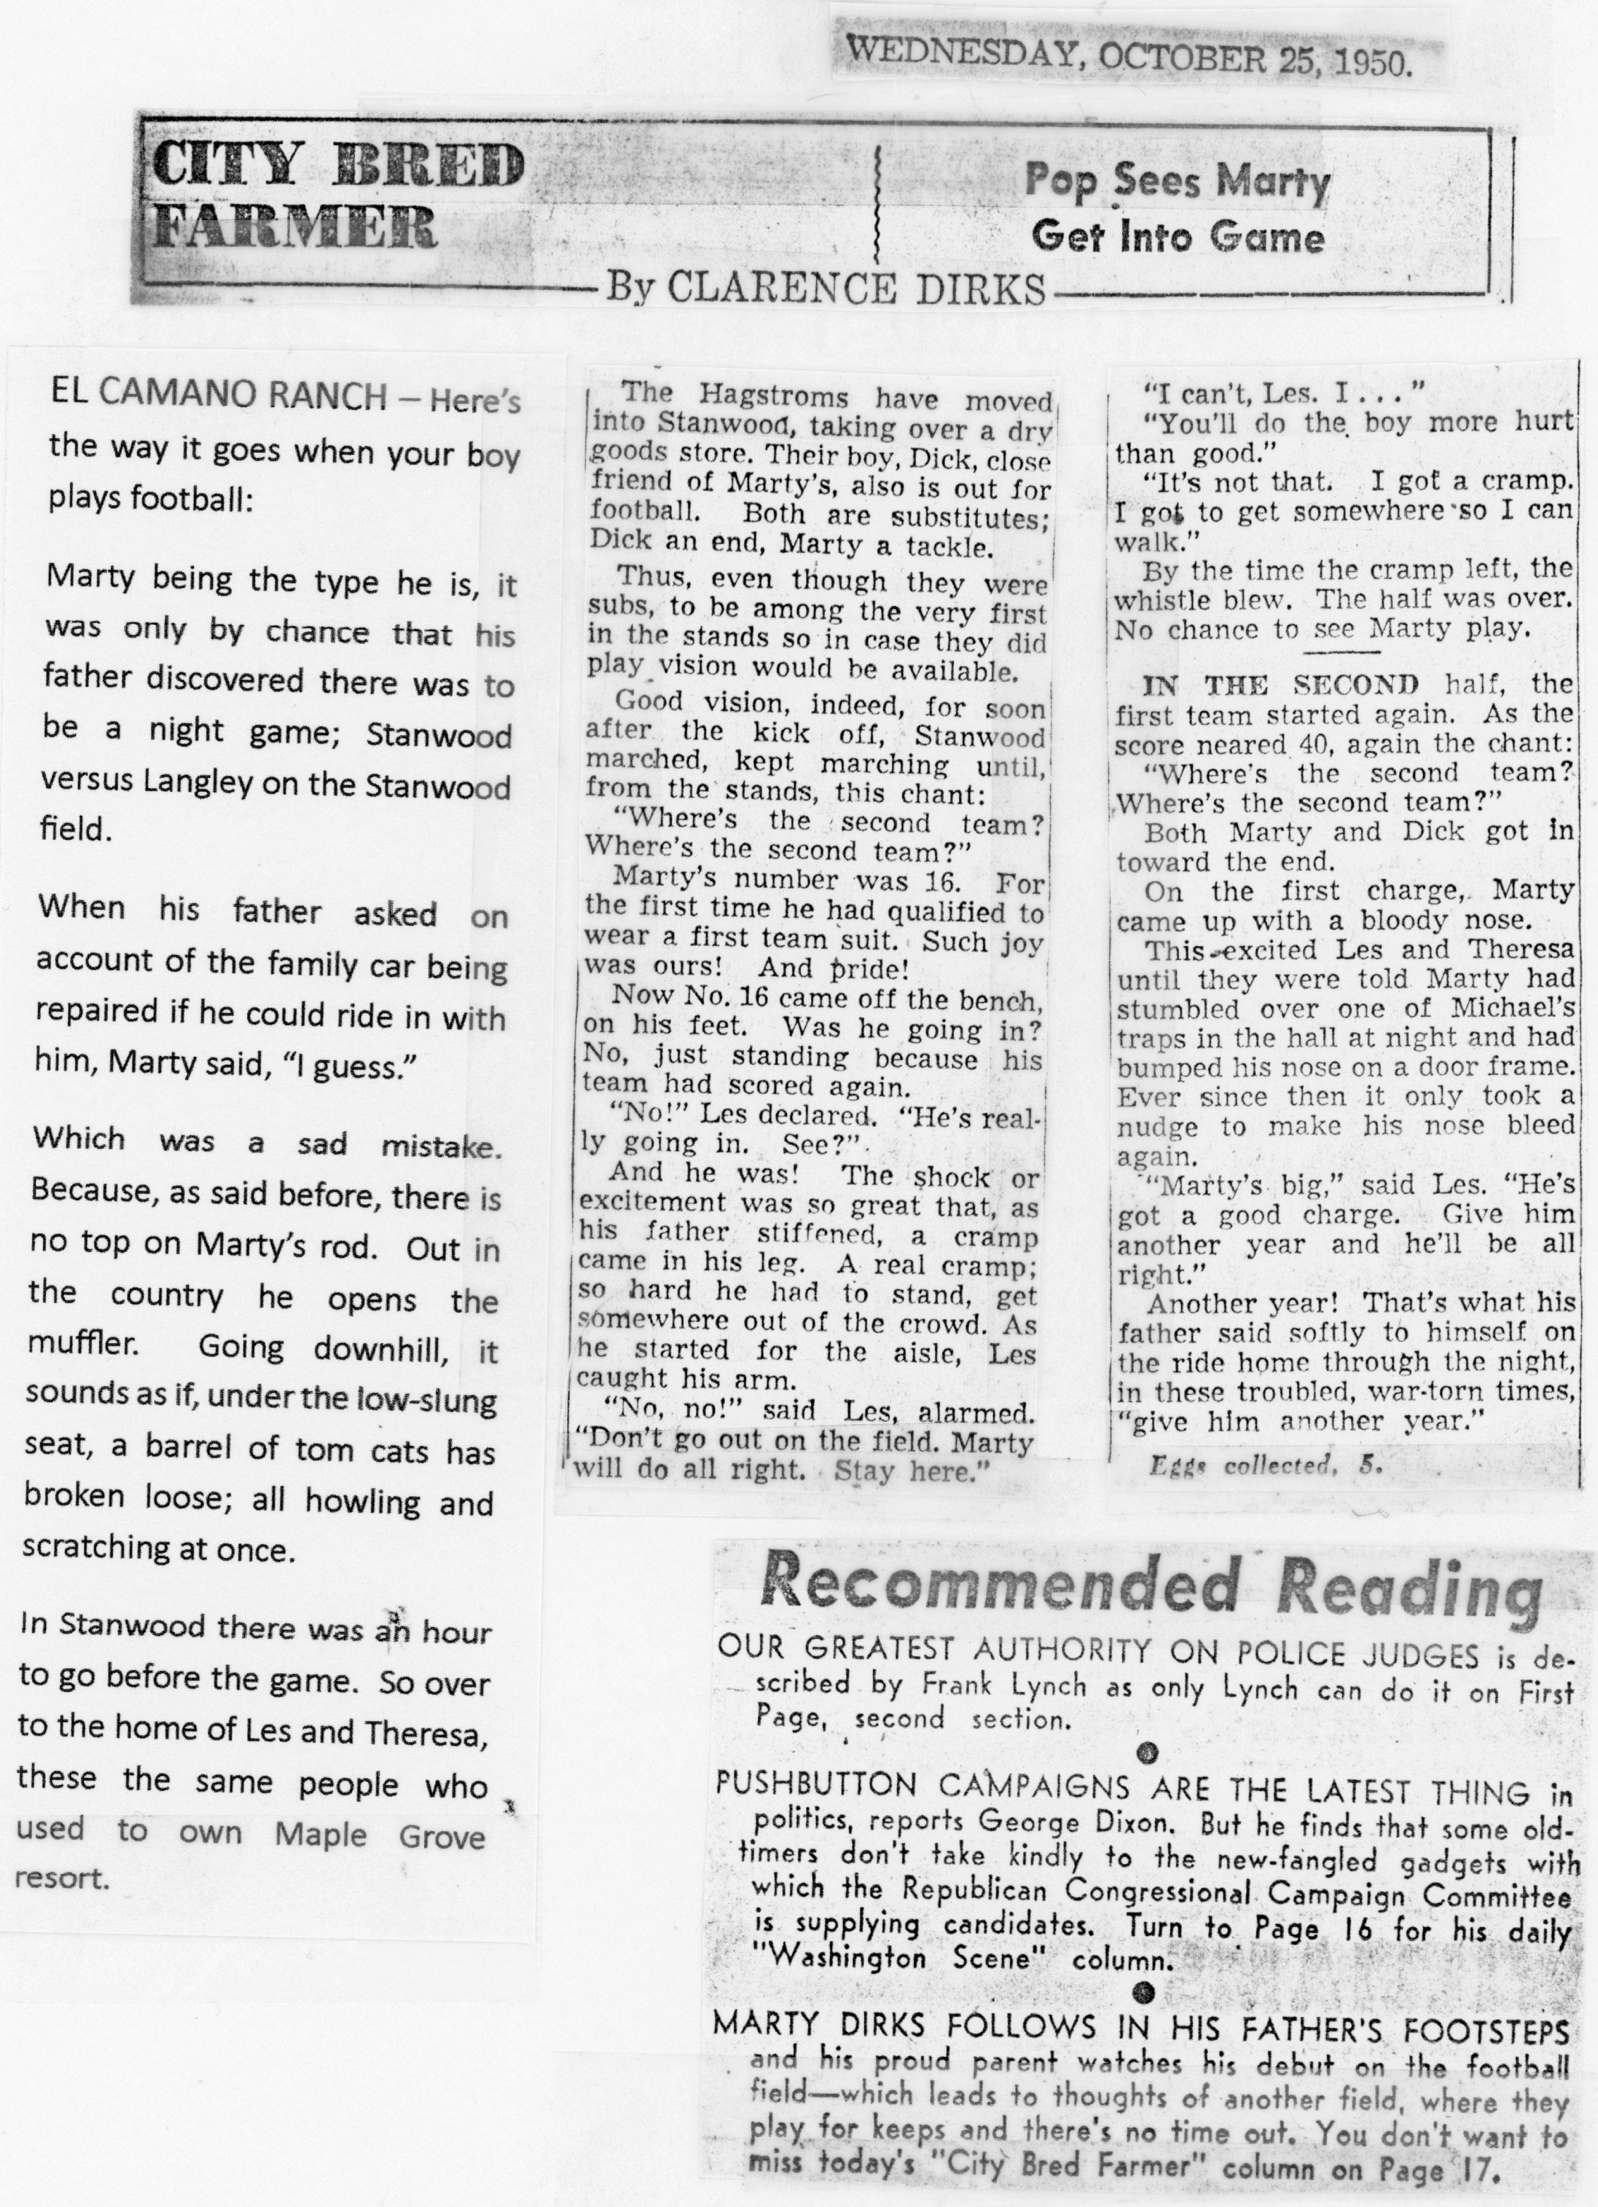 WEDNESDAY, OCTOBER 25, 1950.
CITY BRED
FARMER
Pop Sees Marty
Get Into Game
By CLARENCE DIRKS
EL CAMANO RANCH – Here's
the way it goes when your boy
plays football:
Marty being the type he is, it
was only by chance that his
father discovered there was to
be a night game; Stanwood
versus Langley on the Stanwood
field.
When his father asked on
account of the family car being
repaired if he could ride in with
him, Marty said, "I guess."
Which was a sad mistake.
Because, as said before, there is
no top on Marty's rod. Out in
the country he opens the
muffler. Going downhill, it
sounds as if, under the low-slung
seat, a barrel of tom cats has
broken loose; all howling and
scratching at once.
In Stanwood there was an hour
to go before the game. So over
to the home of Les and Theresa,
these the same people who
used to own Maple Grove
resort.
The Hagstroms have moved
into Stanwood, taking over a dry
goods store. Their boy, Dick, close
friend of Marty's, also is out for
football. Both are substitutes;
Dick an end, Marty a tackle.
Thus, even though they were
subs, to be among the very first
in the stands so in case they did
play vision would be available.
Good vision, indeed, for soon
after the kick off, Stanwood
marched, kept marching until,
from the stands, this chant:
"Where's the second team?
Where's the second team?"
Marty's number was 16. For
the first time he had qualified to
wear a first team suit. Such joy
was ours! And pride!
Now No. 16 came off the bench,
on his feet. Was he going in?
No, just standing because his
team had scored again.
"No!" Les declared. "He's real-
ly going in. See?"
And he was! The shock or
excitement was so great that, as
his father stiffened, a cramp
came in his leg. A real cramp;
so hard he had to stand, get
somewhere out of the crowd. As
he started for the aisle, Les
caught his arm.
"No, no!" said Les, alarmed.
"Don't go out on the field. Marty
will do all right. Stay here."
"I can't, Les. I . . ."
"You'll do the boy more hurt
than good."
"It's not that. I got a cramp.
I got to get somewhere so I can
walk."
By the time the cramp left, the
whistle blew. The half was over.
No chance to see Marty play.
IN THE SECOND half, the
first team started again. As the
score neared 40, again the chant:
"Where's the second team?
Where's the second team?"
Both Marty and Dick got in
toward the end.
On the first charge, Marty
came up with a bloody nose.
This excited Les and Theresa
until they were told Marty had
stumbled over one of Michael's
traps in the hall at night and had
bumped his nose on a door frame.
Ever since then it only took a
nudge to make his nose bleed
again.
"Marty's big," said Les. "He's
got a good charge. Give him
another year and he'll be all
right."
Another year! That's what his
father said softly to himself on
the ride home through the night,
in these troubled, war-torn times,
"give him another year."
Eggs collected, 5.
Recommended Reading
OUR GREATEST AUTHORITY ON POLICE JUDGES is de-
scribed by Frank Lynch as only Lynch can do it on First
Page, second section.
PUSHBUTTON CAMPAIGNS ARE THE LATEST THING in
politics, reports George Dixon. But he finds that some old-
timers don't take kindly to the new-fangled gadgets with
which the Republican Congressional Campaign Committee
is supplying candidates. Turn to Page 16 for his daily
"Washington Scene" column.
MARTY DIRKS FOLLOWS IN HIS FATHER'S FOOTSTEPS
and his proud parent watches his debut on the football
field—which leads to thoughts of another field, where they
play for keeps and there's no time out. You don't want to
miss today's "City Bred Farmer" column on Page 17.